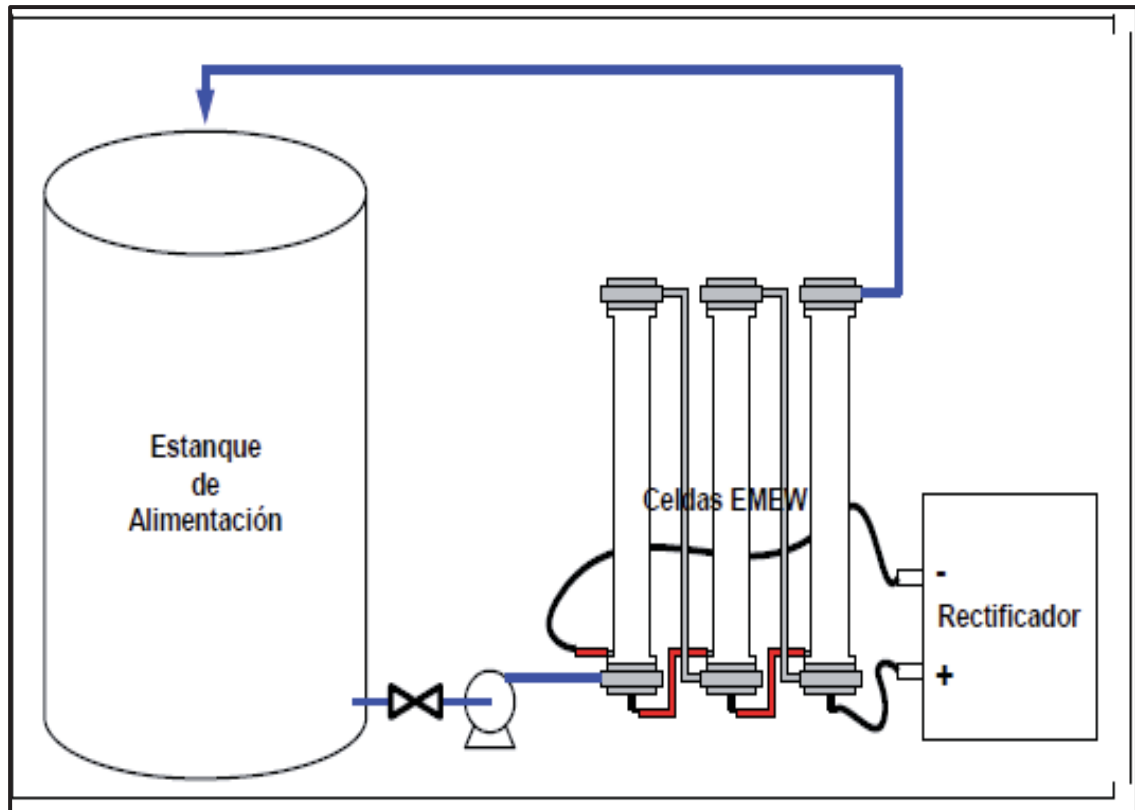 Estanque
de
Alimentación
Celdas EMEW
-
Rectificador
+